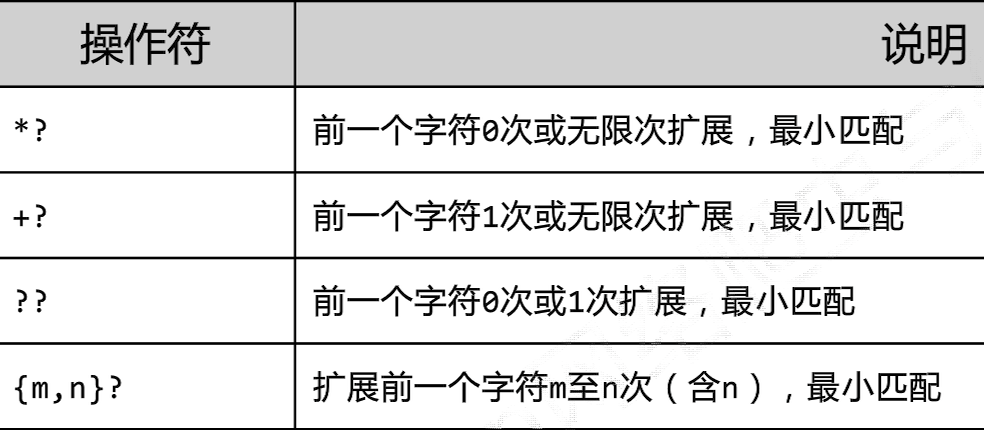 操作符 说明
*? 前一个字符0次或无限次扩展，最小匹配
+? 前一个字符1次或无限次扩展，最小匹配
?? 前一个字符0次或1次扩展，最小匹配
{m,n}? 扩展前一个字符m至n次（含n），最小匹配